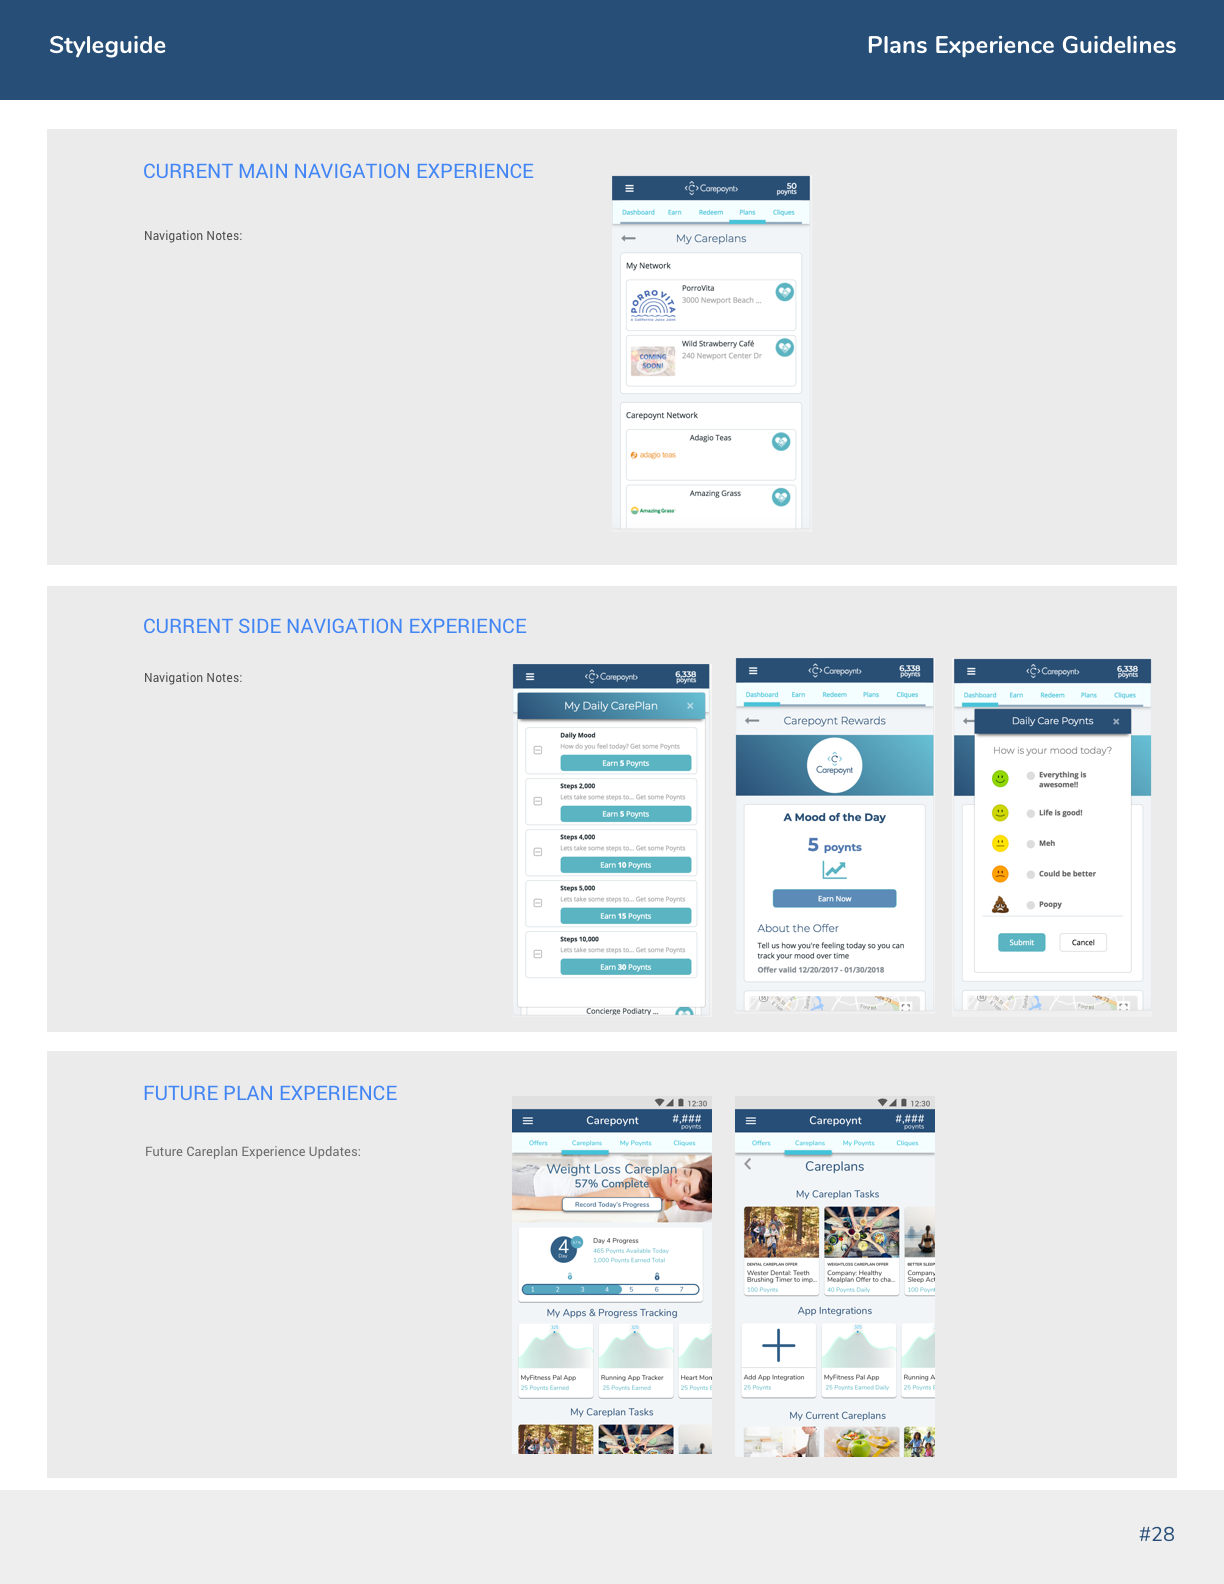 Styleguide
Plans Experience Guidelines
CURRENT MAIN NAVIGATION EXPERIENCE
Navigation Notes:
Carepoynt
50
poynts
Dashboard Earn Redeem Plans Cliques
My Careplans
My Network
PORRO VITA
PorroVita
3000 Newport Beach ...
COMING
SOON!
Wild Strawberry Café
240 Newport Center Dr
Carepoynt Network
Adagio Teas
adagio teas
Amazing Grass
Amazing Grass
CURRENT SIDE NAVIGATION EXPERIENCE
Navigation Notes:
Carepoynt
6,338
poynts
My Daily CarePlan ×
Daily Mood
How do you feel today? Get some Poynts
Earn 5 Poynts
Steps 2,000
Lets take some steps to... Get some Poynts
Earn 5 Poynts
Steps 4,000
Lets take some steps to... Get some Poynts
Earn 10 Poynts
Steps 5,000
Lets take some steps to... Get some Poynts
Earn 15 Poynts
Steps 10,000
Lets take some steps to... Get some Poynts
Earn 30 Poynts
Concierge Podiatry ...
Carepoynt
6,338
poynts
Dashboard Earn Redeem Plans Cliques
Carepoynt Rewards
Carepoynt
A Mood of the Day
5 poynts
Earn Now
About the Offer
Tell us how you're feeling today so you can
track your mood over time
Offer valid 12/20/2017 - 01/30/2018
Carepoynt
6,338
poynts
Dashboard Earn Redeem Plans Cliques
Daily Care Poynts ×
How is your mood today?
Everything is
awesome!!
Life is good!
Meh
Could be better
Poopy
Submit Cancel
FUTURE PLAN EXPERIENCE
Future Careplan Experience Updates:
12:30
Carepoynt
#,###
poynts
Offers Careplans My Poynts Cliques
Weight Loss Careplan
57% Complete
Record Today's Progress
4
Day
57%
Day 4 Progress
465 Poynts Available Today
1,000 Poynts Earned Total
1 2 3 4 5 6 7
My Apps & Progress Tracking
325 325
MyFitness Pal App Running App Tracker Heart Mon
25 Poynts Earned 25 Poynts Earned 25 Poynts E
My Careplan Tasks
12:30
Carepoynt
#,###
poynts
Offers Careplans My Poynts Cliques
Careplans
My Careplan Tasks
DENTAL CAREPLAN OFFER WEIGHTLOSS CAREPLAN OFFER BETTER SLEEP
Wester Dental: Teeth Company: Healthy Company
Brushing Timer to imp... Mealplan Offer to cha... Sleep Act
100 Poynts 40 Poynts Daily 100 Poynt
App Integrations
325
Add App Integration MyFitness Pal App Running A
25 Poynts 25 Poynts Earned Daily 25 Poynts E
My Current Careplans
#28